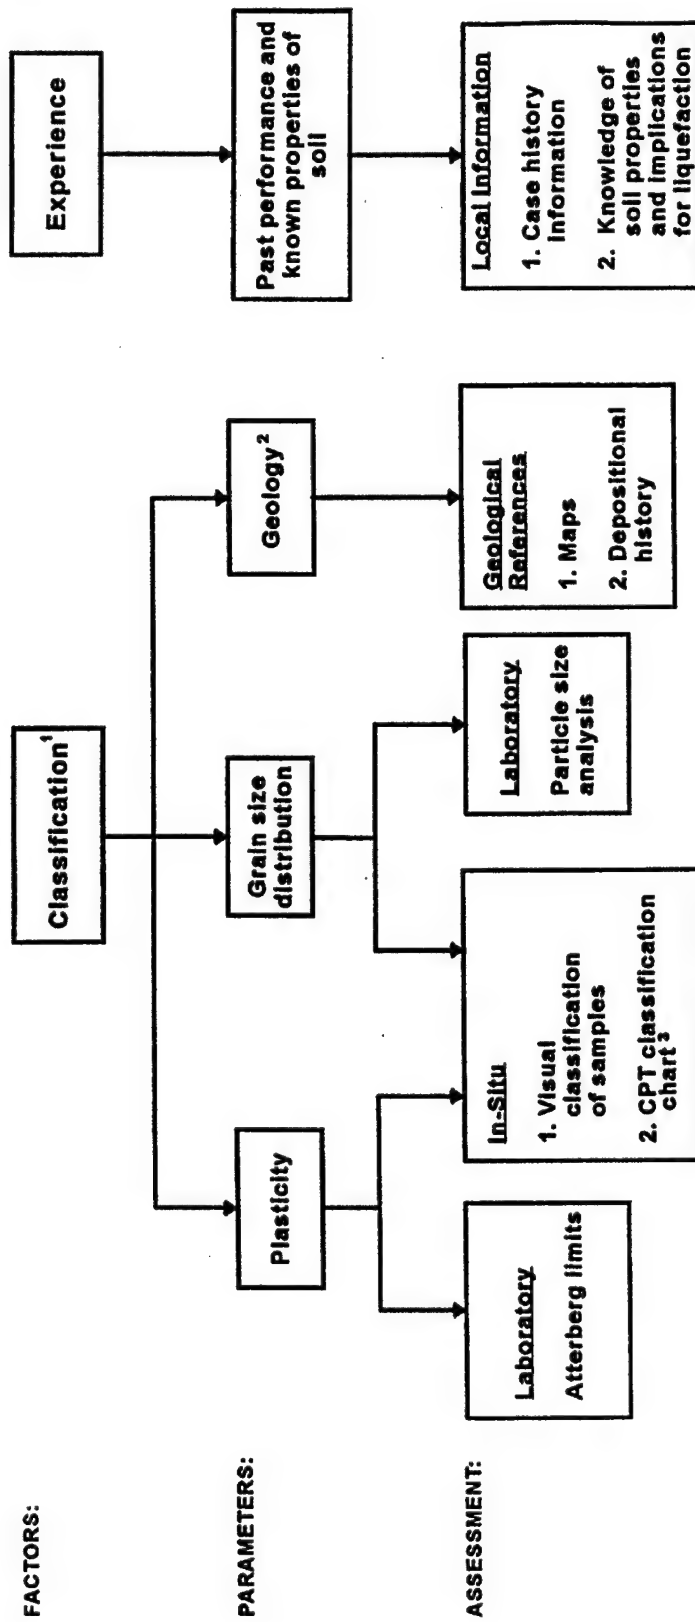 FACTORS:
Classification¹
Experience
PARAMETERS:
Plasticity
Grain size
distribution
Geology²
Past performance and
known properties of
soil
ASSESSMENT:
Laboratory
Atterberg limits
In-Situ
1. Visual
classification
of samples
2. CPT classification
chart³
Laboratory
Particle size
analysis
Geological
References
1. Maps
2. Depositional
history
Local Information
1. Case history
information
2. Knowledge of
soil properties
and implications
for liquefaction